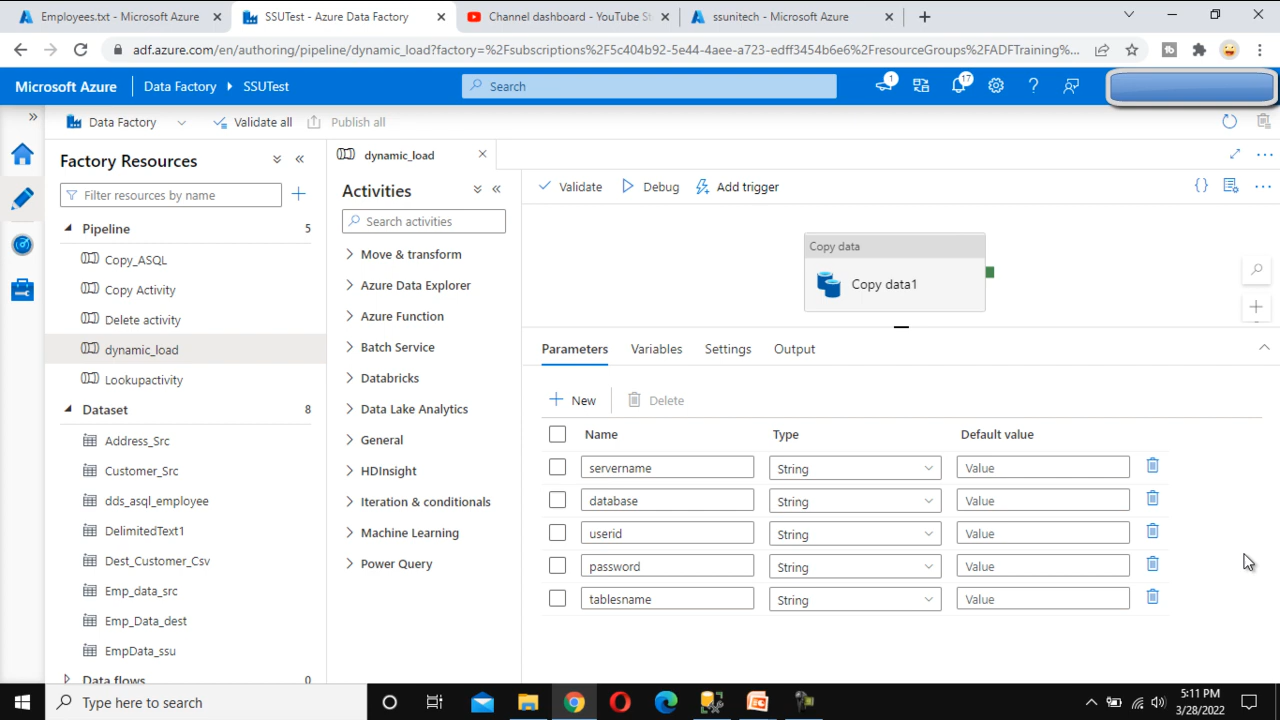 Employees.txt - Microsoft Azure
SSUTest - Azure Data Factory
Channel dashboard - YouTube St
ssunitech - Microsoft Azure
adf.azure.com/en/authoring/pipeline/dynamic_load?factory=%2Fsubscriptions%2F5c404b92-5e44-4aee-a723-edff3454b6e6%2FresourceGroups%2FADFTraining%...
Microsoft Azure
Data Factory
SSUTest
Search
1
17
Data Factory
Validate all
Publish all
Factory Resources
Filter resources by name
Pipeline
5
Copy_ASQL
Copy Activity
Delete activity
dynamic_load
Lookupactivity
Dataset
8
Address_Src
Customer_Src
dds_asql_employee
DelimitedText1
Dest_Customer_Csv
Emp_data_src
Emp_Data_dest
EmpData_ssu
Data flows
0
dynamic_load
Activities
Search activities
Move & transform
Azure Data Explorer
Azure Function
Batch Service
Databricks
Data Lake Analytics
General
HDInsight
Iteration & conditionals
Machine Learning
Power Query
Validate
Debug
Add trigger
Copy data
Copy data1
Parameters
Variables
Settings
Output
New
Delete
Name
Type
Default value
servername
String
Value
database
String
Value
userid
String
Value
password
String
Value
tablesname
String
Value
Type here to search
5:11 PM
3/28/2022